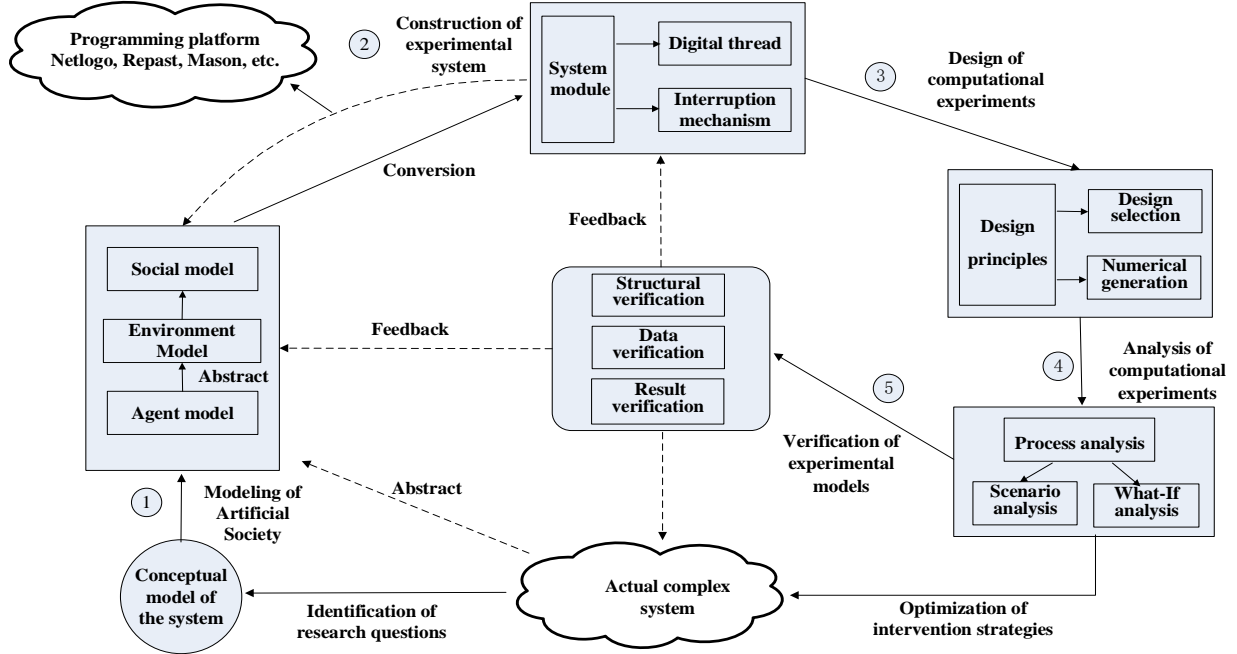 Programming platform
Netlogo, Repast, Mason, etc.
2
Construction of
experimental
system
System
module
Digital thread
Interruption
mechanism
3
Design of
computational
experiments
Conversion
Feedback
Design
principles
Design
selection
Numerical
generation
Social model
Environment
Model
Abstract
Agent model
Feedback
Structural
verification
Data
verification
Result
verification
4
Analysis of
computational
experiments
5
Verification of
experimental
models
Process analysis
Scenario
analysis
What-If
analysis
1
Modeling of
Artificial
Society
Abstract
Conceptual
model of
the system
Identification of
research questions
Actual complex
system
Optimization of
intervention strategies